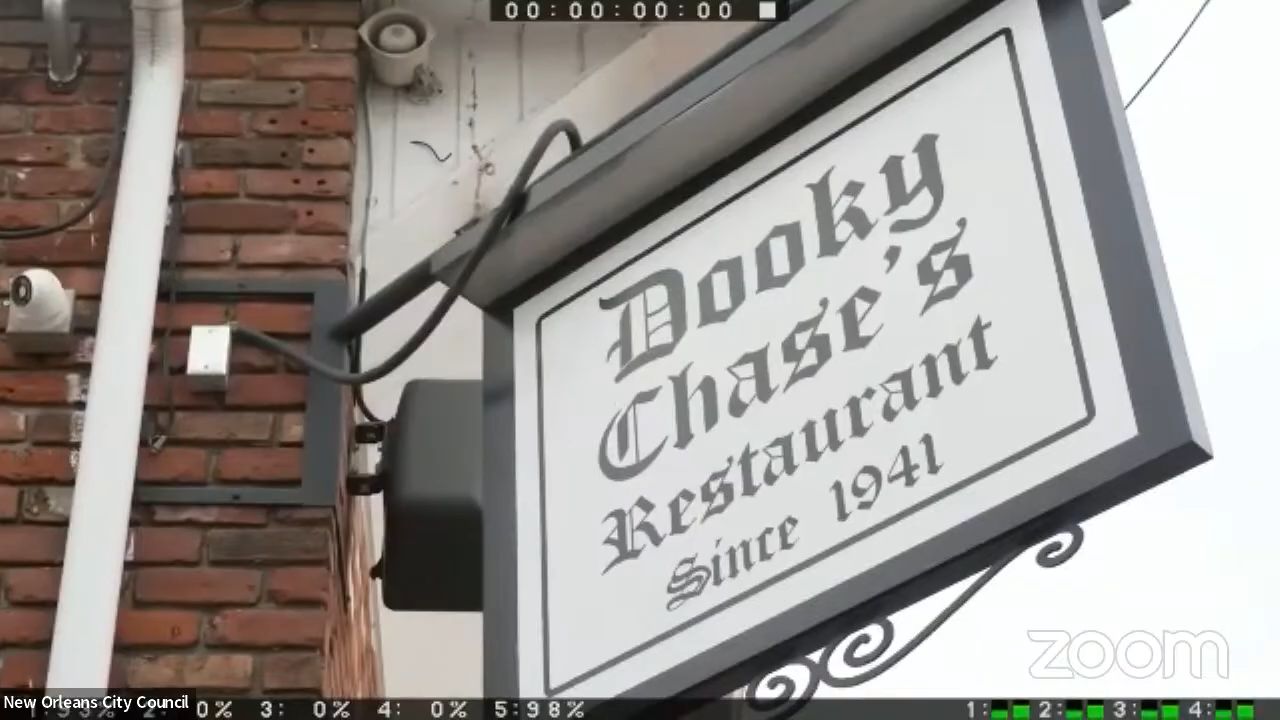 00:00:00:00
Dooky
Chase's
Restaurant
Since 1941
zoom
New Orleans City Council
0% 3: 0% 4: 0% 5:98%
1: 2: 3: 4: